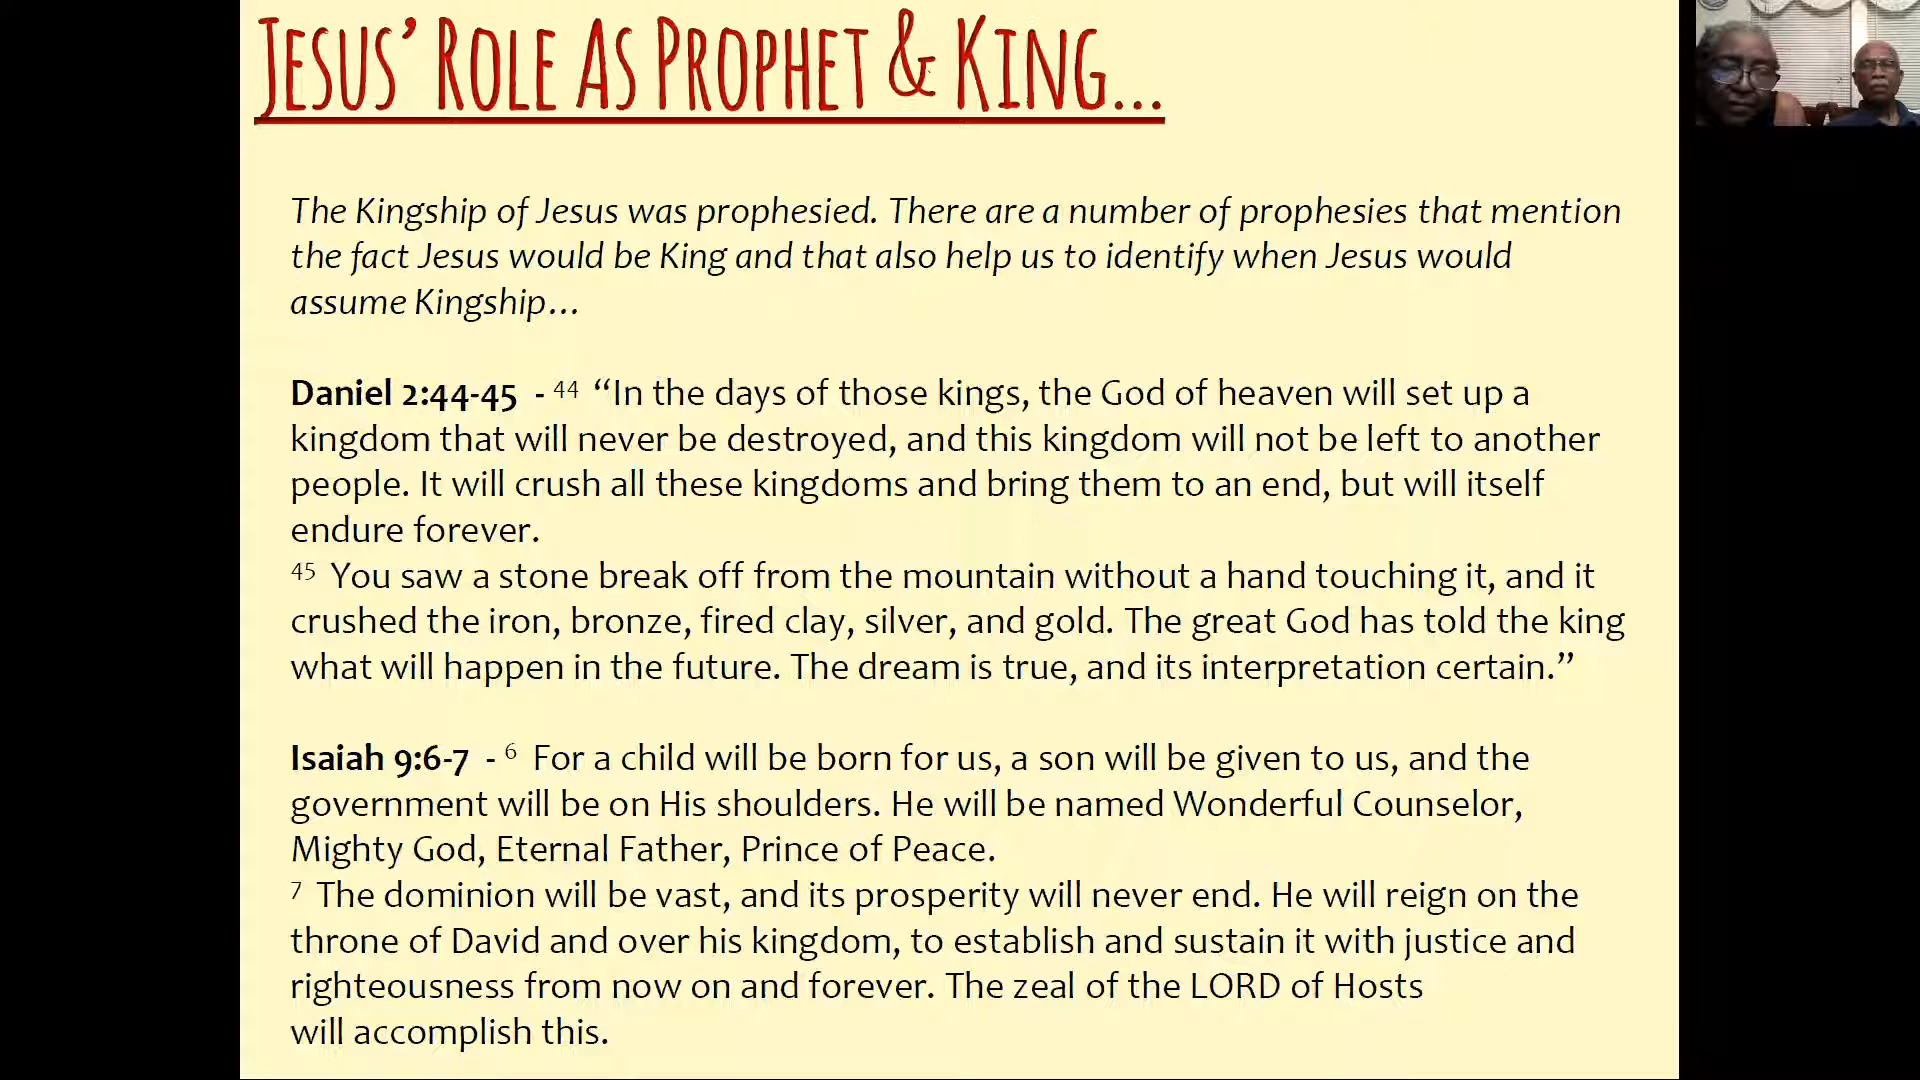 JESUS’ ROLE AS PROPHET & KING...
The Kingship of Jesus was prophesied. There are a number of prophesies that mention
the fact Jesus would be King and that also help us to identify when Jesus would
assume Kingship...
Daniel 2:44-45 - 44 “In the days of those kings, the God of heaven will set up a
kingdom that will never be destroyed, and this kingdom will not be left to another
people. It will crush all these kingdoms and bring them to an end, but will itself
endure forever.
45 You saw a stone break off from the mountain without a hand touching it, and it
crushed the iron, bronze, fired clay, silver, and gold. The great God has told the king
what will happen in the future. The dream is true, and its interpretation certain.”
Isaiah 9:6-7 - 6 For a child will be born for us, a son will be given to us, and the
government will be on His shoulders. He will be named Wonderful Counselor,
Mighty God, Eternal Father, Prince of Peace.
7 The dominion will be vast, and its prosperity will never end. He will reign on the
throne of David and over his kingdom, to establish and sustain it with justice and
righteousness from now on and forever. The zeal of the LORD of Hosts
will accomplish this.